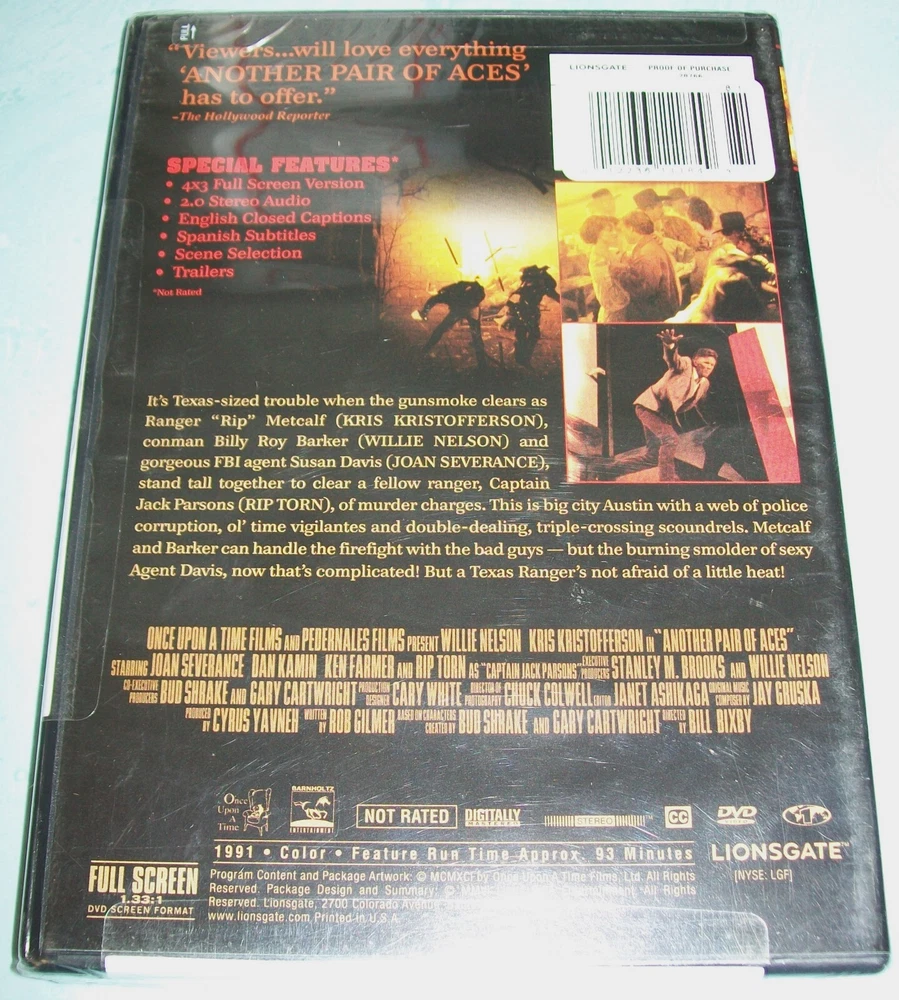 PULL
“Viewers...will love everything
‘ANOTHER PAIR OF ACES’
has to offer.”
-The Hollywood Reporter
LIONSGATE PROOF OF PURCHASE
SPECIAL FEATURES*
• 4x3 Full Screen Version
• 2.0 Stereo Audio
• English Closed Captions
• Spanish Subtitles
• Scene Selection
• Trailers
*Not Rated
It's Texas-sized trouble when the gunsmoke clears as
Ranger “Rip” Metcalf (KRIS KRISTOFFERSON),
conman Billy Roy Barker (WILLIE NELSON) and
gorgeous FBI agent Susan Davis (JOAN SEVERANCE),
stand tall together to clear a fellow ranger, Captain
Jack Parsons (RIP TORN), of murder charges. This is big city Austin with a web of police
corruption, ol' time vigilantes and double-dealing, triple-crossing scoundrels. Metcalf
and Barker can handle the firefight with the bad guys — but the burning smolder of sexy
Agent Davis, now that's complicated! But a Texas Ranger's not afraid of a little heat!
ONCE UPON A TIME FILMS AND PEDERNALES FILMS PRESENT WILLIE NELSON KRIS KRISTOFFERSON IN “ANOTHER PAIR OF ACES”
STARRING JOAN SEVERANCE DAN KAMIN KEN FARMER AND RIP TORN AS “CAPTAIN JACK PARSONS” EXECUTIVE PRODUCERS STANLEY M. BROOKS AND WILLIE NELSON
CO-EXECUTIVE PRODUCERS BUD SHRAKE AND GARY CARTWRIGHT PRODUCTION DESIGNER CARY WHITE DIRECTOR OF PHOTOGRAPHY CHUCK COLWELL EDITOR JANET ASHIKAGA ORIGINAL MUSIC COMPOSED BY JAY GRUSKA
PRODUCED BY CYRUS YAVNEH WRITTEN BY ROB GILMER BASED ON CHARACTERS CREATED BY BUD SHRAKE AND GARY CARTWRIGHT DIRECTED BY BILL BIXBY
Once
Upon
A
Time
BARNHOLTZ
ENTERTAINMENT
NOT RATED
DIGITALLY
MASTERED
STEREO
CC
DVD
1
1991 • Color • Feature Run Time Approx. 93 Minutes
LIONSGATE™
[NYSE: LGF]
FULL SCREEN
1.33:1
DVD SCREEN FORMAT
Program Content and Package Artwork: © MCMXCI by Once Upon A Time Films, Ltd. All Rights
Reserved. Package Design and Summary: © Entertainment. All Rights
Reserved. Lionsgate, 2700 Colorado Avenue
www.lionsgate.com Printed in U.S.A.